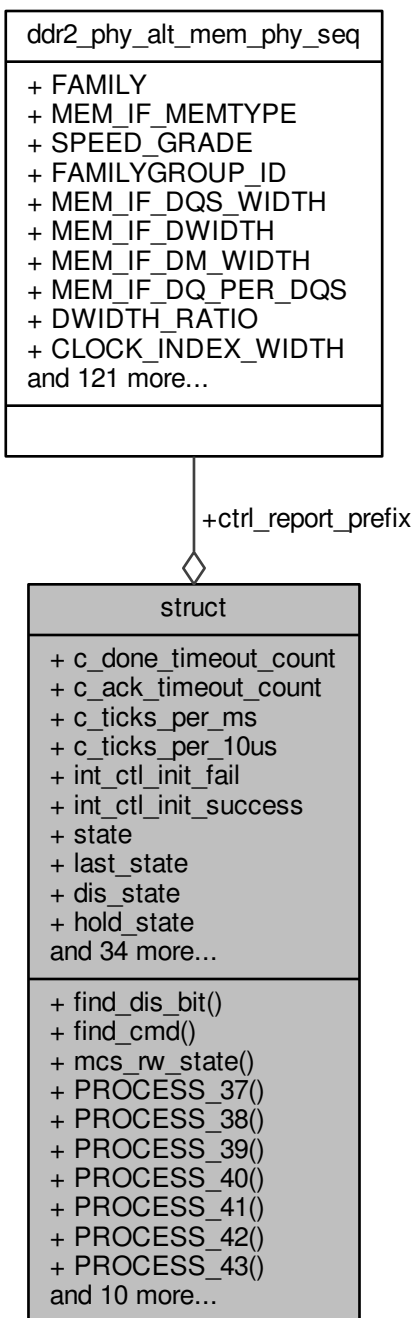 ddr2_phy_alt_mem_phy_seq
+ FAMILY
+ MEM_IF_MEMTYPE
+ SPEED_GRADE
+ FAMILYGROUP_ID
+ MEM_IF_DQS_WIDTH
+ MEM_IF_DWIDTH
+ MEM_IF_DM_WIDTH
+ MEM_IF_DQ_PER_DQS
+ DWIDTH_RATIO
+ CLOCK_INDEX_WIDTH
and 121 more...
+ctrl_report_prefix
struct
+ c_done_timeout_count
+ c_ack_timeout_count
+ c_ticks_per_ms
+ c_ticks_per_10us
+ int_ctl_init_fail
+ int_ctl_init_success
+ state
+ last_state
+ dis_state
+ hold_state
and 34 more...
+ find_dis_bit()
+ find_cmd()
+ mcs_rw_state()
+ PROCESS_37()
+ PROCESS_38()
+ PROCESS_39()
+ PROCESS_40()
+ PROCESS_41()
+ PROCESS_42()
+ PROCESS_43()
and 10 more...